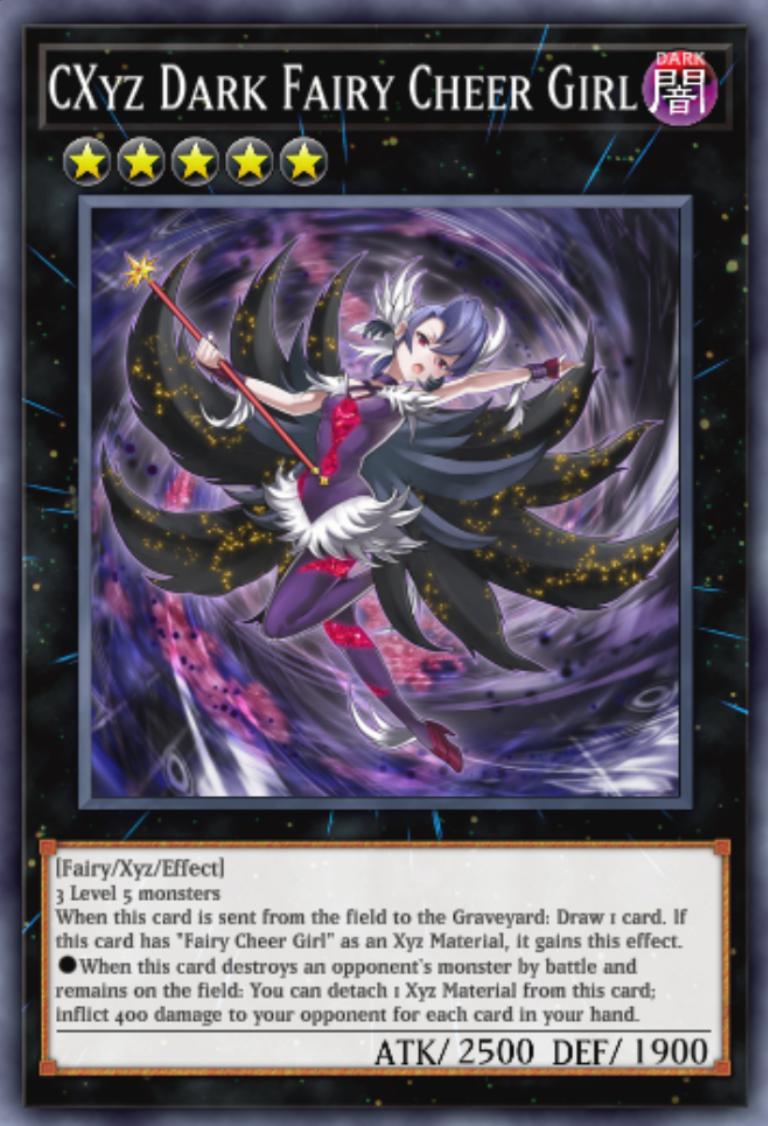 CXyz Dark Fairy Cheer Girl
DARK
闇
[Fairy/Xyz/Effect]
3 Level 5 monsters
When this card is sent from the field to the Graveyard: Draw 1 card. If
this card has "Fairy Cheer Girl" as an Xyz Material, it gains this effect.
●When this card destroys an opponent's monster by battle and
remains on the field: You can detach 1 Xyz Material from this card;
inflict 400 damage to your opponent for each card in your hand.
ATK/ 2500 DEF/ 1900